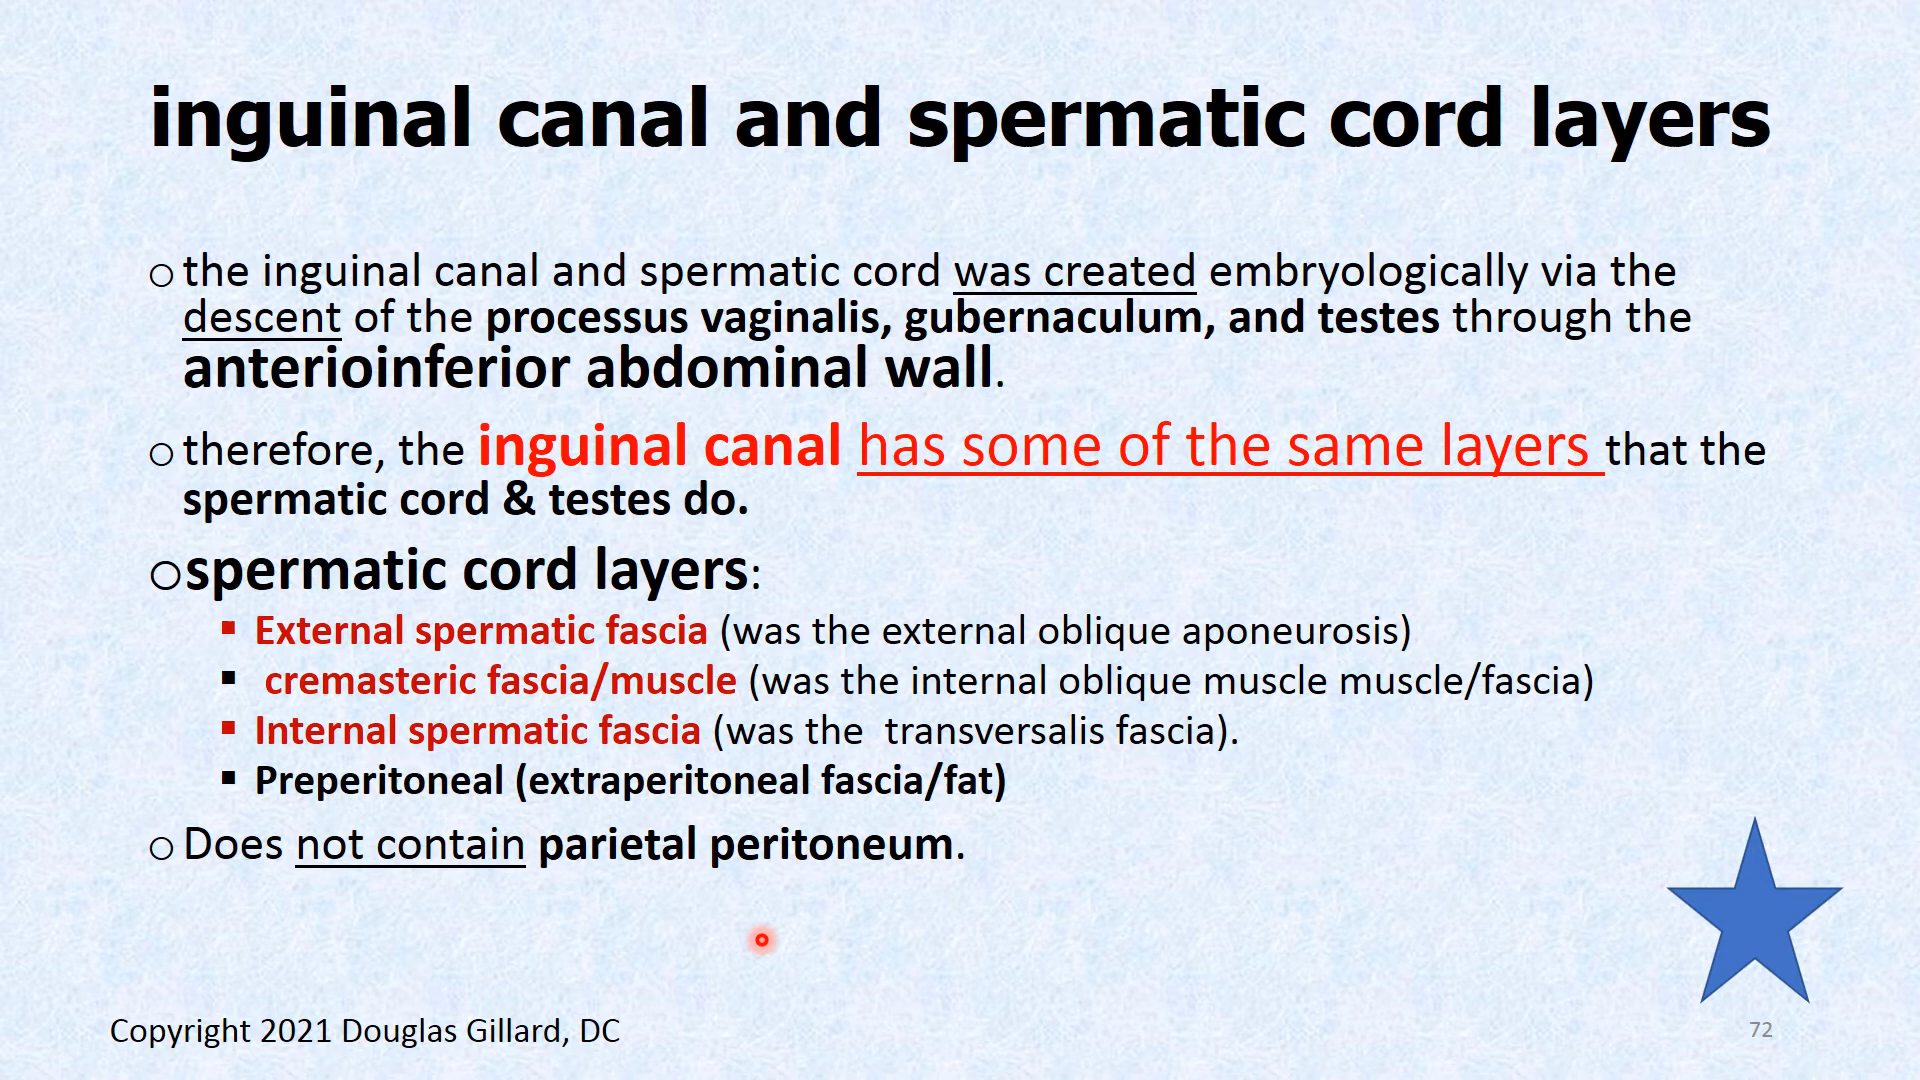 inguinal canal and spermatic cord layers
the inguinal canal and spermatic cord was created embryologically via the
descent of the processus vaginalis, gubernaculum, and testes through the
anterioinferior abdominal wall.
therefore, the inguinal canal has some of the same layers that the
spermatic cord & testes do.
spermatic cord layers:
External spermatic fascia (was the external oblique aponeurosis)
cremasteric fascia/muscle (was the internal oblique muscle muscle/fascia)
Internal spermatic fascia (was the  transversalis fascia).
Preperitoneal (extraperitoneal fascia/fat)
Does not contain parietal peritoneum.
Copyright 2021 Douglas Gillard, DC
72